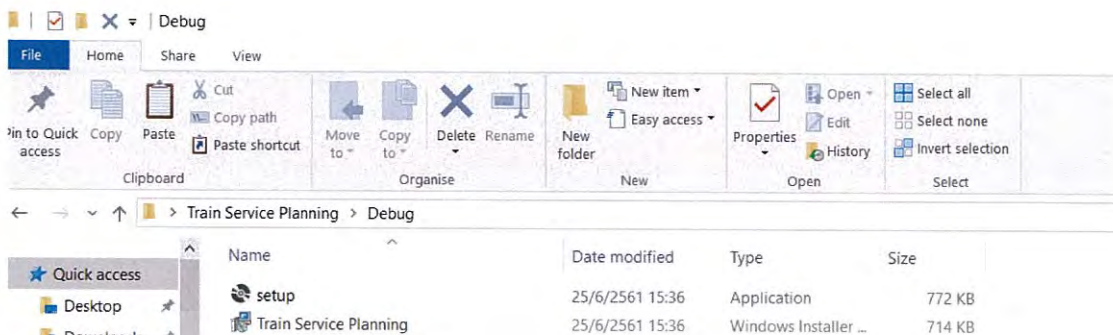 Debug
File Home Share View
Pin to Quick access
Copy
Paste
Cut
Copy path
Paste shortcut
Clipboard
Move to
Copy to
Delete
Rename
Organise
New folder
New item
Easy access
New
Properties
Open
Edit
History
Open
Select all
Select none
Invert selection
Select
Train Service Planning > Debug
Quick access
Desktop
Name Date modified Type Size
setup 25/6/2561 15:36 Application 772 KB
Train Service Planning 25/6/2561 15:36 Windows Installer ... 714 KB